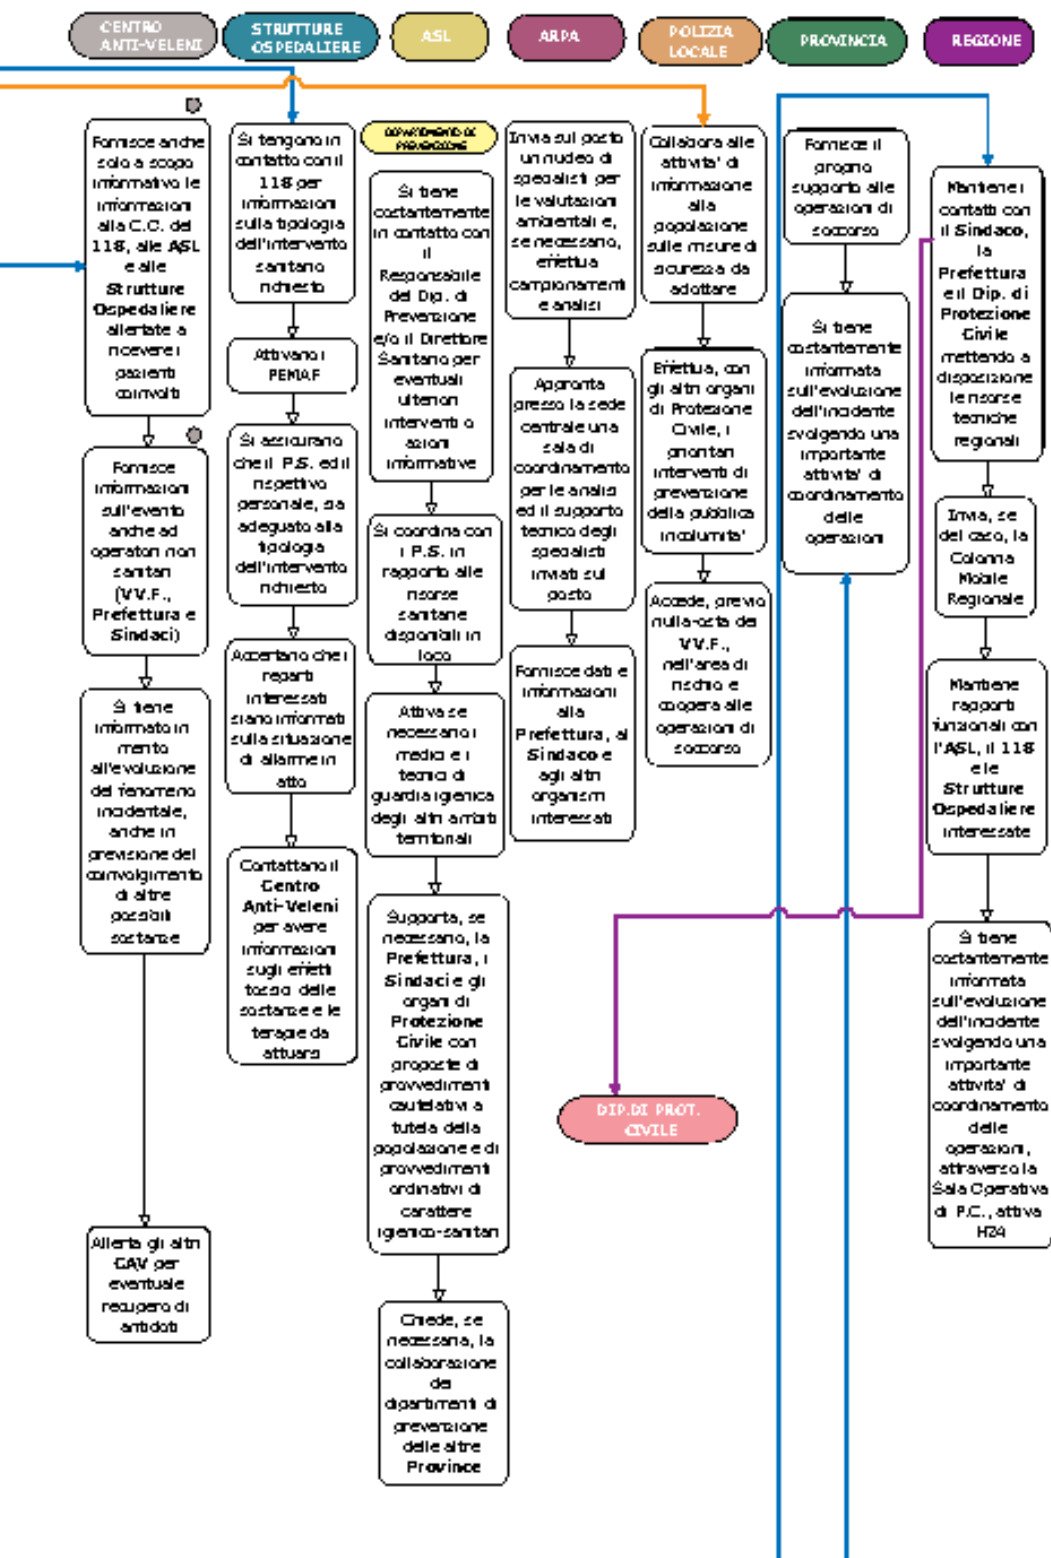 CENTRO
ANTI-VELENI
STRUTTURE
OSPEDALIERE
ASL
ARPA
POLIZIA
LOCALE
PROVINCIA
REGIONE
Fornisce anche
solo a scopo
informativo le
informazioni
alla C.C. del
118, alle ASL
e alle
Strutture
Ospedaliere
allertate a
ricevere i
pazienti
coinvolti
Fornisce
informazioni
sull'evento
anche ad
operatori non
sanitari
(VV.F.,
Prefettura e
Sindaci)
Si tiene
informato in
merito
all'evoluzione
del fenomeno
incidentale,
anche in
previsione del
coinvolgimento
di altre
possibili
sostanze
Allerta gli altri
CAV per
eventuale
recupero di
antidoti
Si tengono in
contatto con il
118 per
informazioni
sulla tipologia
dell'intervento
sanitario
richiesto
Attivano i
PEMAF
Si assicurano
che il P.S. ed il
rispettivo
personale, sia
adeguato alla
tipologia
dell'intervento
richiesto
Accertano che i
reparti
interessati
siano informati
sulla situazione
di allarme in
atto
Contattano il
Centro
Anti-Veleni
per avere
informazioni
sugli effetti
tossici delle
sostanze e le
terapie da
attuarsi
DIPARTIMENTO DI
PREVENZIONE
Si tiene
costantemente
in contatto con
il
Responsabile
del Dip. di
Prevenzione
e/o il Direttore
Sanitario per
eventuali
ulteriori
interventi o
azioni
informative
Si coordina con
i P.S. in
rapporto alle
risorse
sanitarie
disponibili in
loco
Attiva se
necessario i
medici e i
tecnici di
guardia igienica
degli altri ambiti
territoriali
Supporta, se
necessario, la
Prefettura, i
Sindaci e gli
organi di
Protezione
Civile con
proposte di
provvedimenti
cautelativi a
tutela della
popolazione e di
provvedimenti
ordinativi di
carattere
igienico-sanitari
Chiede, se
necessaria, la
collaborazione
dei
dipartimenti di
prevenzione
delle altre
Province
Invia sul posto
un nucleo di
specialisti per
le valutazioni
ambientali e,
se necessario,
effettua
campionamenti
e analisi
Appronta
presso la sede
centrale una
sala di
coordinamento
per le analisi
ed il supporto
tecnico degli
specialisti
inviati sul
posto
Fornisce dati e
informazioni
alla
Prefettura, al
Sindaco e
agli altri
organismi
interessati
Collabora alle
attivita' di
informazione
alla
popolazione
sulle misure di
sicurezza da
adottare
Effettua, con
gli altri organi
di Protezione
Civile, i
prioritari
interventi di
prevenzione
della pubblica
incolumita'
Accede, previo
nulla-osta dei
VV.F.,
nell'area di
rischio e
coopera alle
operazioni di
soccorso
Fornisce il
proprio
supporto alle
operazioni di
soccorso
Si tiene
costantemente
informata
sull'evoluzione
dell'incidente
svolgendo una
importante
attivita' di
coordinamento
delle
operazioni
Mantiene i
contatti con
il Sindaco,
la
Prefettura
e il Dip. di
Protezione
Civile
mettendo a
disposizione
le risorse
tecniche
regionali
Invia, se
del caso, la
Colonna
Mobile
Regionale
Mantiene
rapporti
funzionali con
l'ASL, il 118
e le
Strutture
Ospedaliere
interessate
Si tiene
costantemente
informata
sull'evoluzione
dell'incidente
svolgendo una
importante
attivita' di
coordinamento
delle
operazioni,
attraverso la
Sala Operativa
di P.C., attiva
H24
DIP.DI PROT.
CIVILE